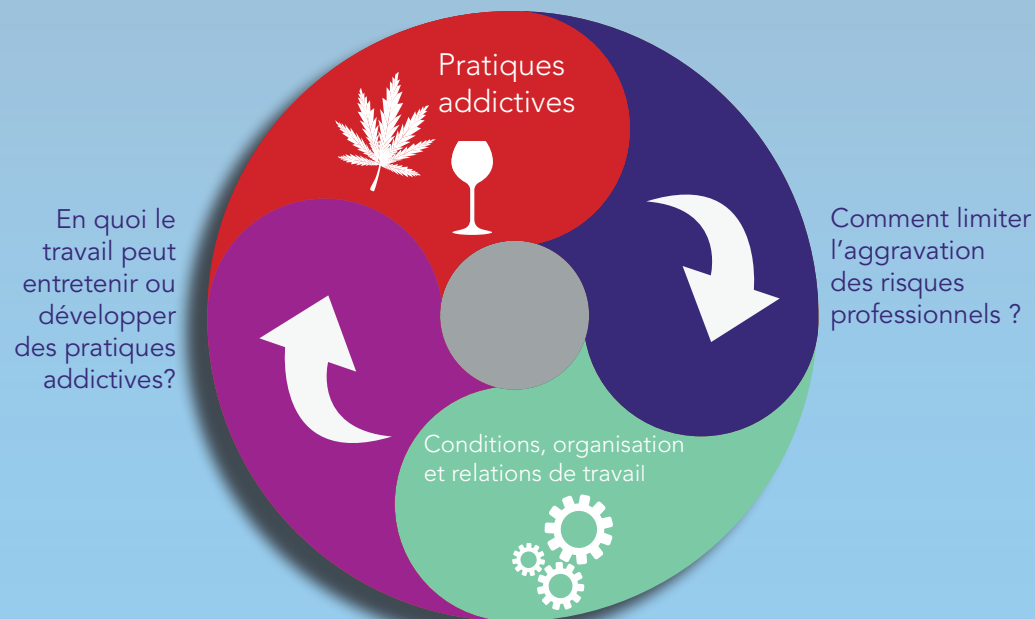 Pratiques
addictives
En quoi le
travail peut
entretenir ou
développer
des pratiques
addictives?
Comment limiter
l'aggravation
des risques
professionnels ?
Conditions, organisation
et relations de travail